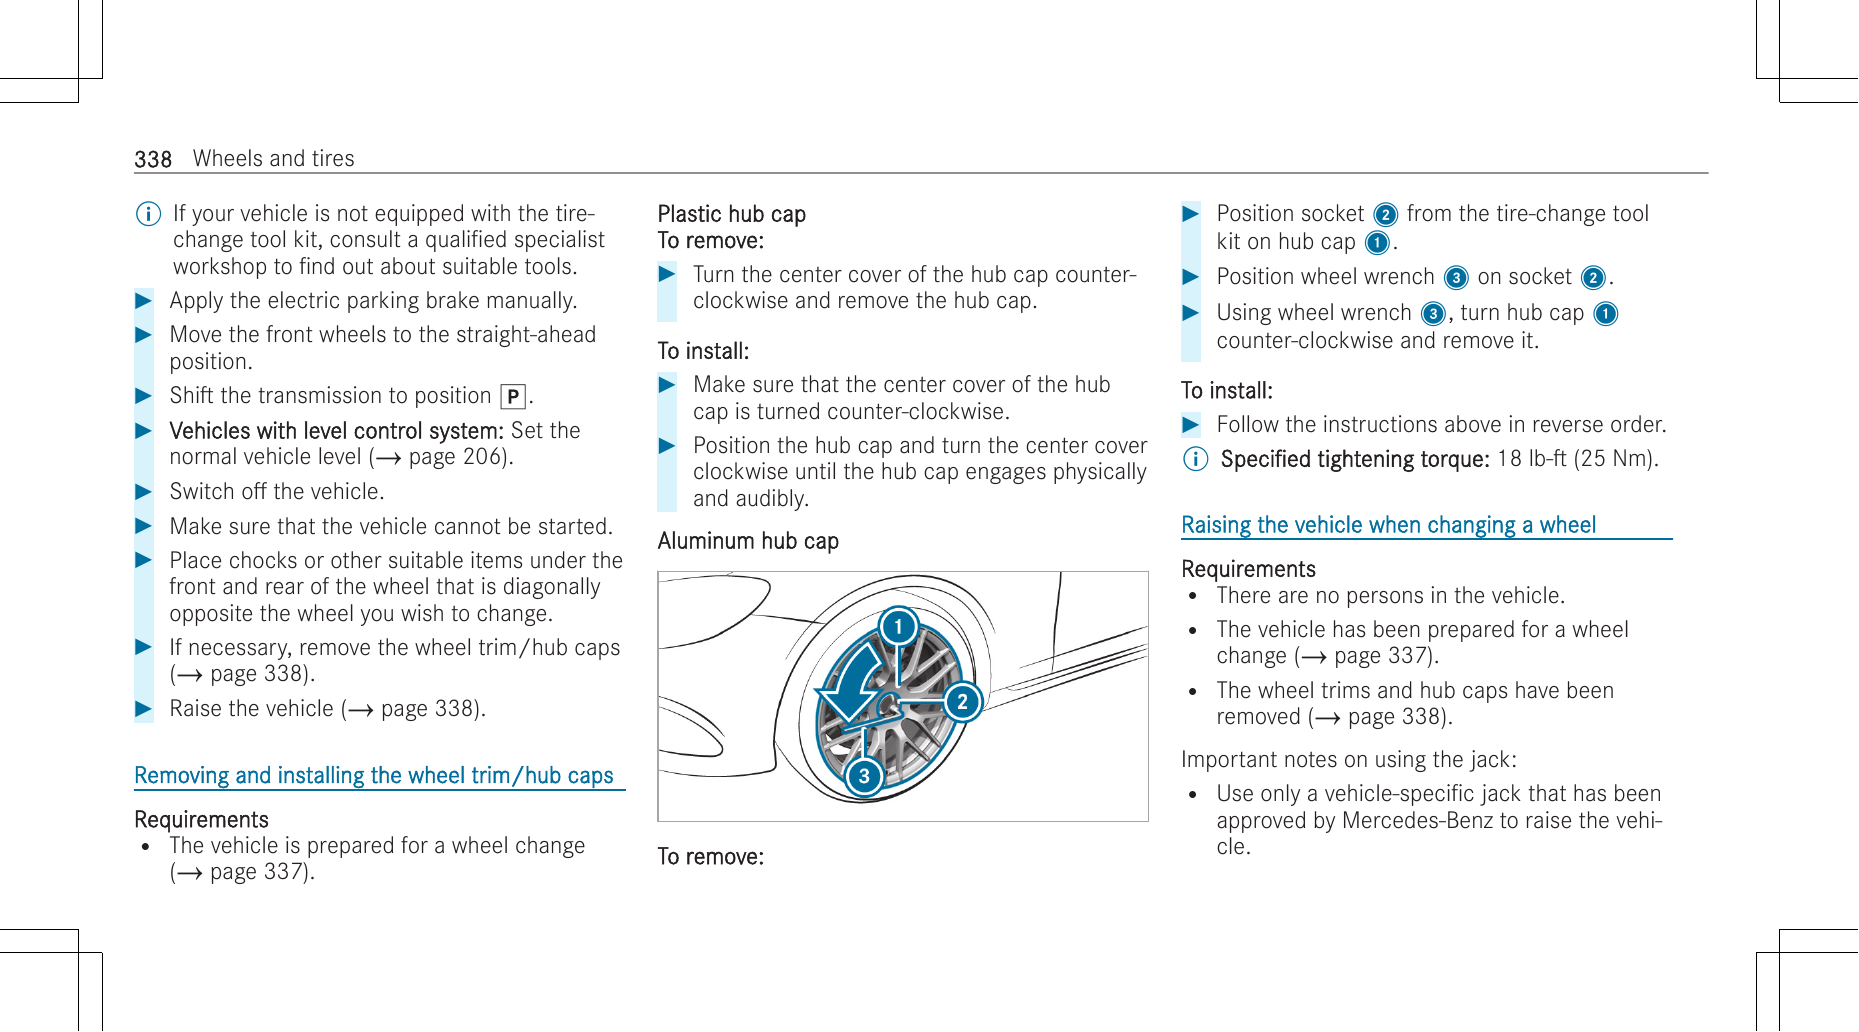 338 Wheels and tires
i If your vehicle is not equipped with the tire-
change tool kit, consult a qualified specialist
workshop to find out about suitable tools.
▶ Apply the electric parking brake manually.
▶ Move the front wheels to the straight-ahead
position.
▶ Shift the transmission to position P.
▶ Vehicles with level control system: Set the
normal vehicle level (→ page 206).
▶ Switch off the vehicle.
▶ Make sure that the vehicle cannot be started.
▶ Place chocks or other suitable items under the
front and rear of the wheel that is diagonally
opposite the wheel you wish to change.
▶ If necessary, remove the wheel trim/hub caps
(→ page 338).
▶ Raise the vehicle (→ page 338).
Removing and installing the wheel trim/hub caps
Requirements
• The vehicle is prepared for a wheel change
(→ page 337).
Plastic hub cap
To remove:
▶ Turn the center cover of the hub cap counter-
clockwise and remove the hub cap.
To install:
▶ Make sure that the center cover of the hub
cap is turned counter-clockwise.
▶ Position the hub cap and turn the center cover
clockwise until the hub cap engages physically
and audibly.
Aluminum hub cap
1
2
3
To remove:
▶ Position socket 2 from the tire-change tool
kit on hub cap 1.
▶ Position wheel wrench 3 on socket 2.
▶ Using wheel wrench 3, turn hub cap 1
counter-clockwise and remove it.
To install:
▶ Follow the instructions above in reverse order.
i Specified tightening torque: 18 lb-ft (25 Nm).
Raising the vehicle when changing a wheel
Requirements
• There are no persons in the vehicle.
• The vehicle has been prepared for a wheel
change (→ page 337).
• The wheel trims and hub caps have been
removed (→ page 338).
Important notes on using the jack:
• Use only a vehicle-specific jack that has been
approved by Mercedes-Benz to raise the vehi-
cle.